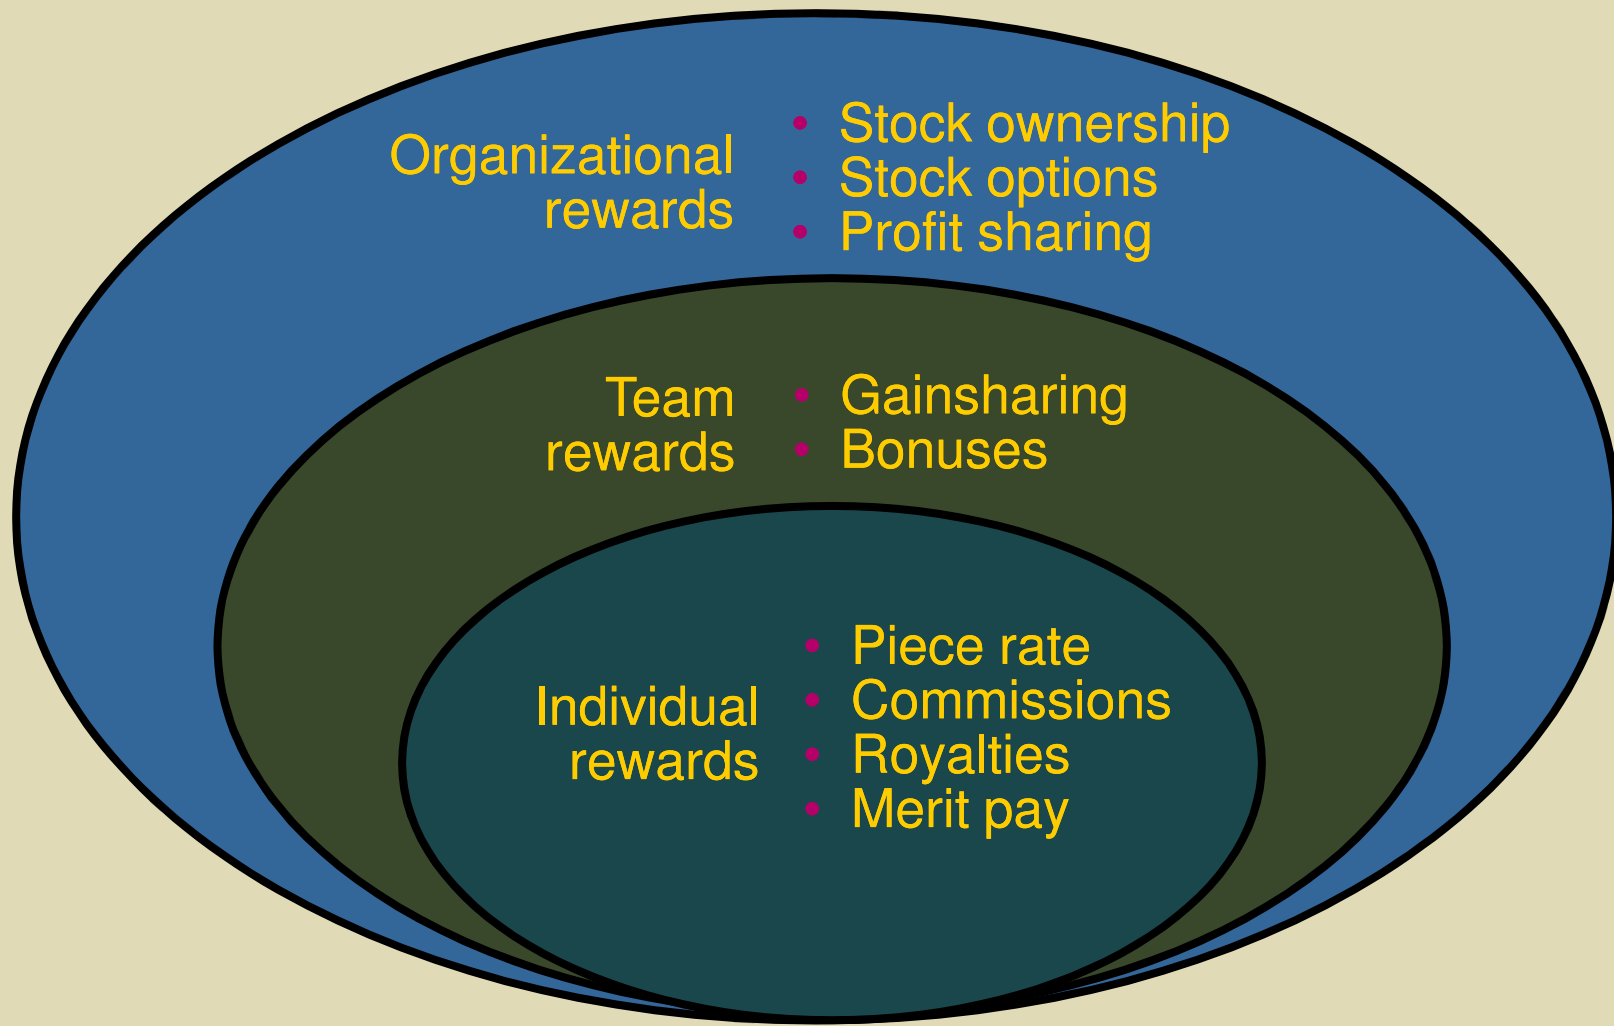 Organizational
rewards
• Stock ownership
• Stock options
• Profit sharing
Team
rewards
• Gainsharing
• Bonuses
Individual
rewards
• Piece rate
• Commissions
• Royalties
• Merit pay